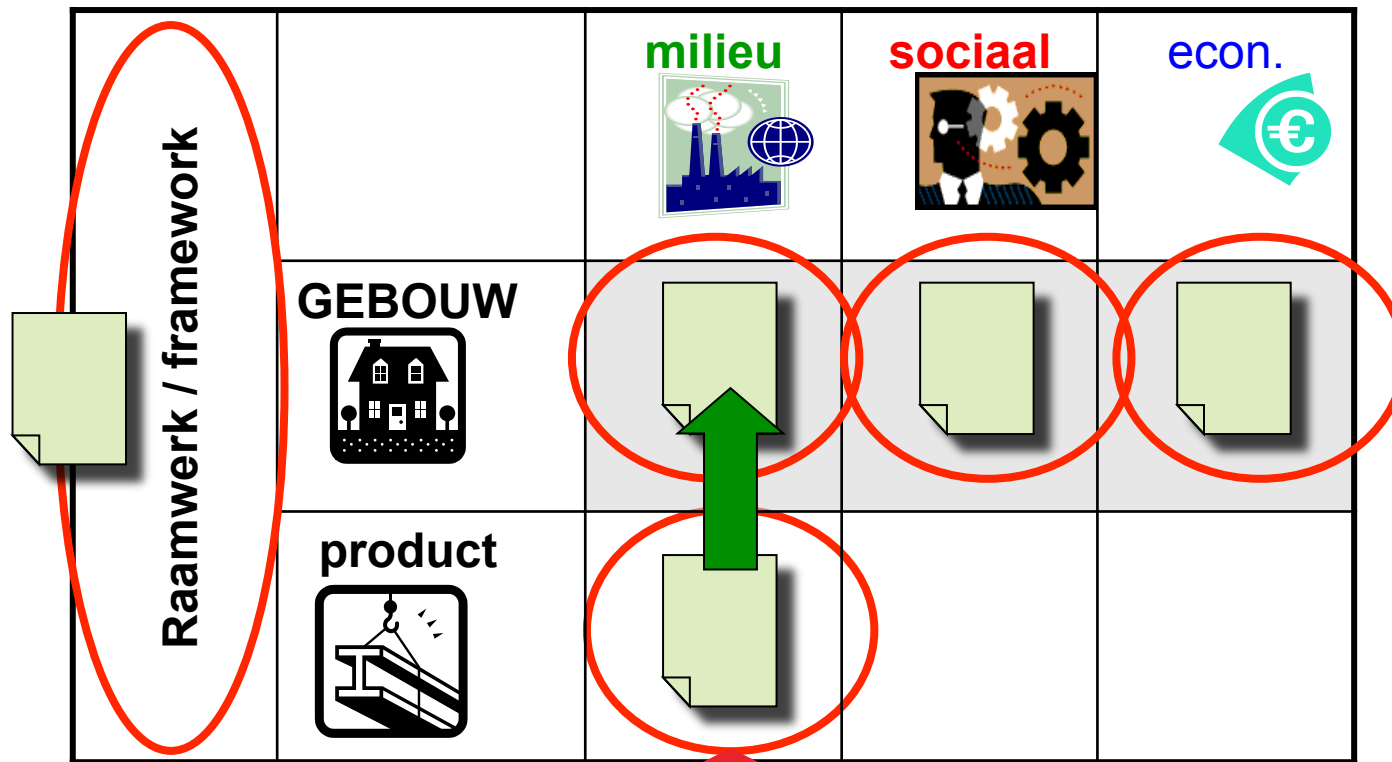 milieu
sociaal
econ.
€
Raamwerk / framework
GEBOUW
product